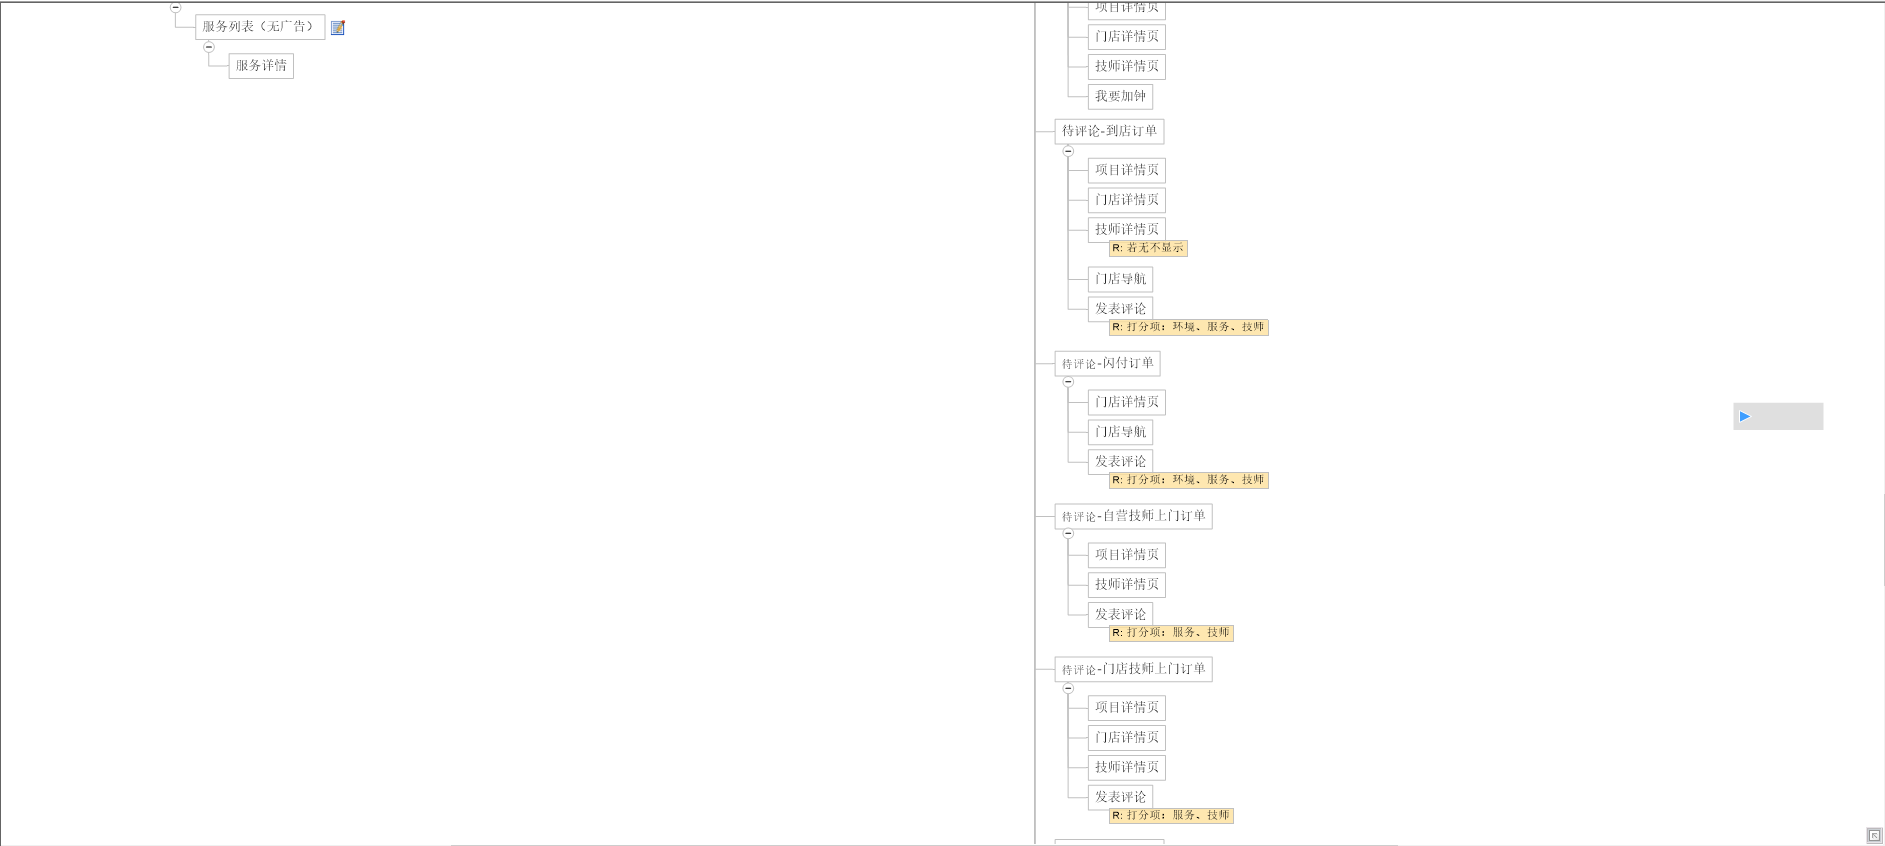 服务列表（无广告）
服务详情
项目详情页
门店详情页
技师详情页
我要加钟
待评论-到店订单
项目详情页
门店详情页
技师详情页
R: 若无不显示
门店导航
发表评论
R: 打分项：环境、服务、技师
待评论-闪付订单
门店详情页
门店导航
发表评论
R: 打分项：环境、服务、技师
待评论-自营技师上门订单
项目详情页
技师详情页
发表评论
R: 打分项：服务、技师
待评论-门店技师上门订单
项目详情页
门店详情页
技师详情页
发表评论
R: 打分项：服务、技师